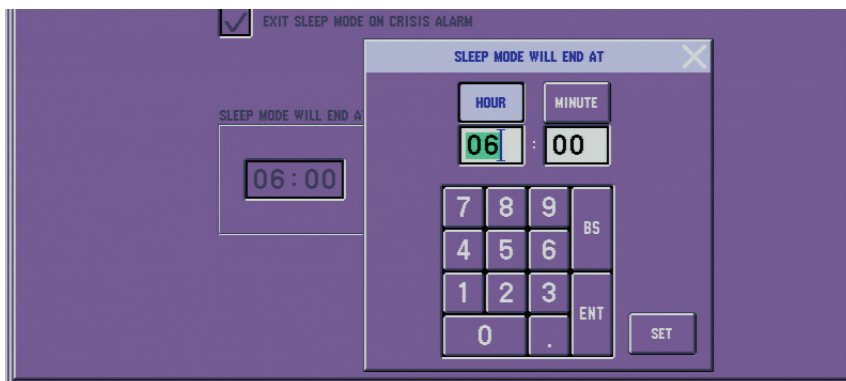 EXIT SLEEP MODE ON CRISIS ALARM
SLEEP MODE WILL END AT
HOUR MINUTE
06 : 00
SLEEP MODE WILL END A
06:00
7 8 9 BS
4 5 6
1 2 3 ENT
0 .
SET